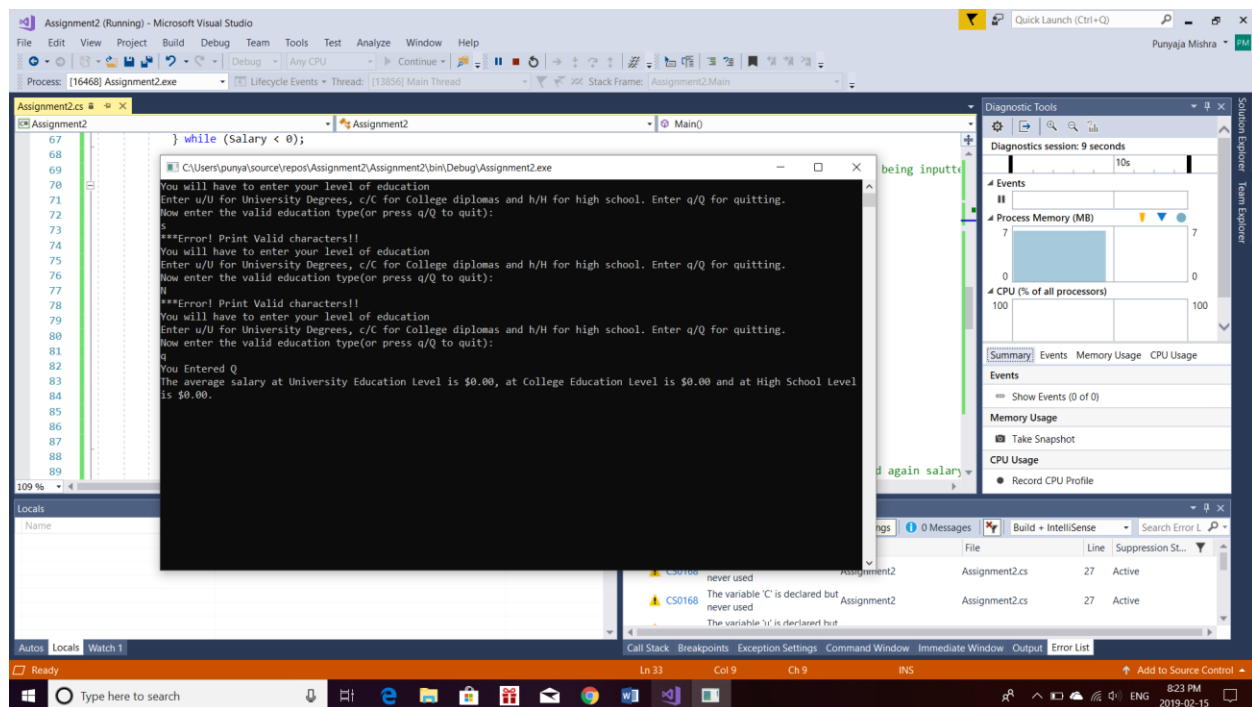 Assignment2 (Running) - Microsoft Visual Studio
Quick Launch (Ctrl+Q)
File Edit View Project Build Debug Team Tools Test Analyze Window Help
Punyaja Mishra PM
Debug Any CPU Continue
Process: [16468] Assignment2.exe Lifecycle Events Thread: [13856] Main Thread Stack Frame: Assignment2.Main
Assignment2.cs
Assignment2 Assignment2 Main()
67 } while (Salary < 0);
68
69 being inputte
70
71
72
73
74
75
76
77
78
79
80
81
82
83
84
85
86
87
88
89 d again salary
109 %
C:\Users\punya\source\repos\Assignment2\Assignment2\bin\Debug\Assignment2.exe
You will have to enter your level of education
Enter u/U for University Degrees, c/C for College diplomas and h/H for high school. Enter q/Q for quitting.
Now enter the valid education type(or press q/Q to quit):
s
***Error! Print Valid characters!!
You will have to enter your level of education
Enter u/U for University Degrees, c/C for College diplomas and h/H for high school. Enter q/Q for quitting.
Now enter the valid education type(or press q/Q to quit):
N
***Error! Print Valid characters!!
You will have to enter your level of education
Enter u/U for University Degrees, c/C for College diplomas and h/H for high school. Enter q/Q for quitting.
Now enter the valid education type(or press q/Q to quit):
q
You Entered Q
The average salary at University Education Level is $0.00, at College Education Level is $0.00 and at High School Level
is $0.00.
Diagnostic Tools
Diagnostics session: 9 secon
10s
Events
Process Memory (MB)
7 7
0 0
CPU (% of all processors)
100 100
Summary Events Memory Usage CPU Usage
Events
Show Events (0 of 0)
Memory Usage
Take Snapshot
CPU Usage
Record CPU Profile
Solution Explorer
Team Explorer
Locals
Name
ngs 0 Messages Build + IntelliSense Search Error L
File Line Suppression St...
CS0168 never used Assignment2 Assignment2.cs 27 Active
CS0168 The variable 'C' is declared but never used Assignment2 Assignment2.cs 27 Active
The variable 'u' is declared but
Autos Locals Watch 1
Call Stack Breakpoints Exception Settings Command Window Immediate Window Output Error List
Ready Ln 33 Col 9 Ch 9 INS Add to Source Control
Type here to search
ENG 8:23 PM
2019-02-15